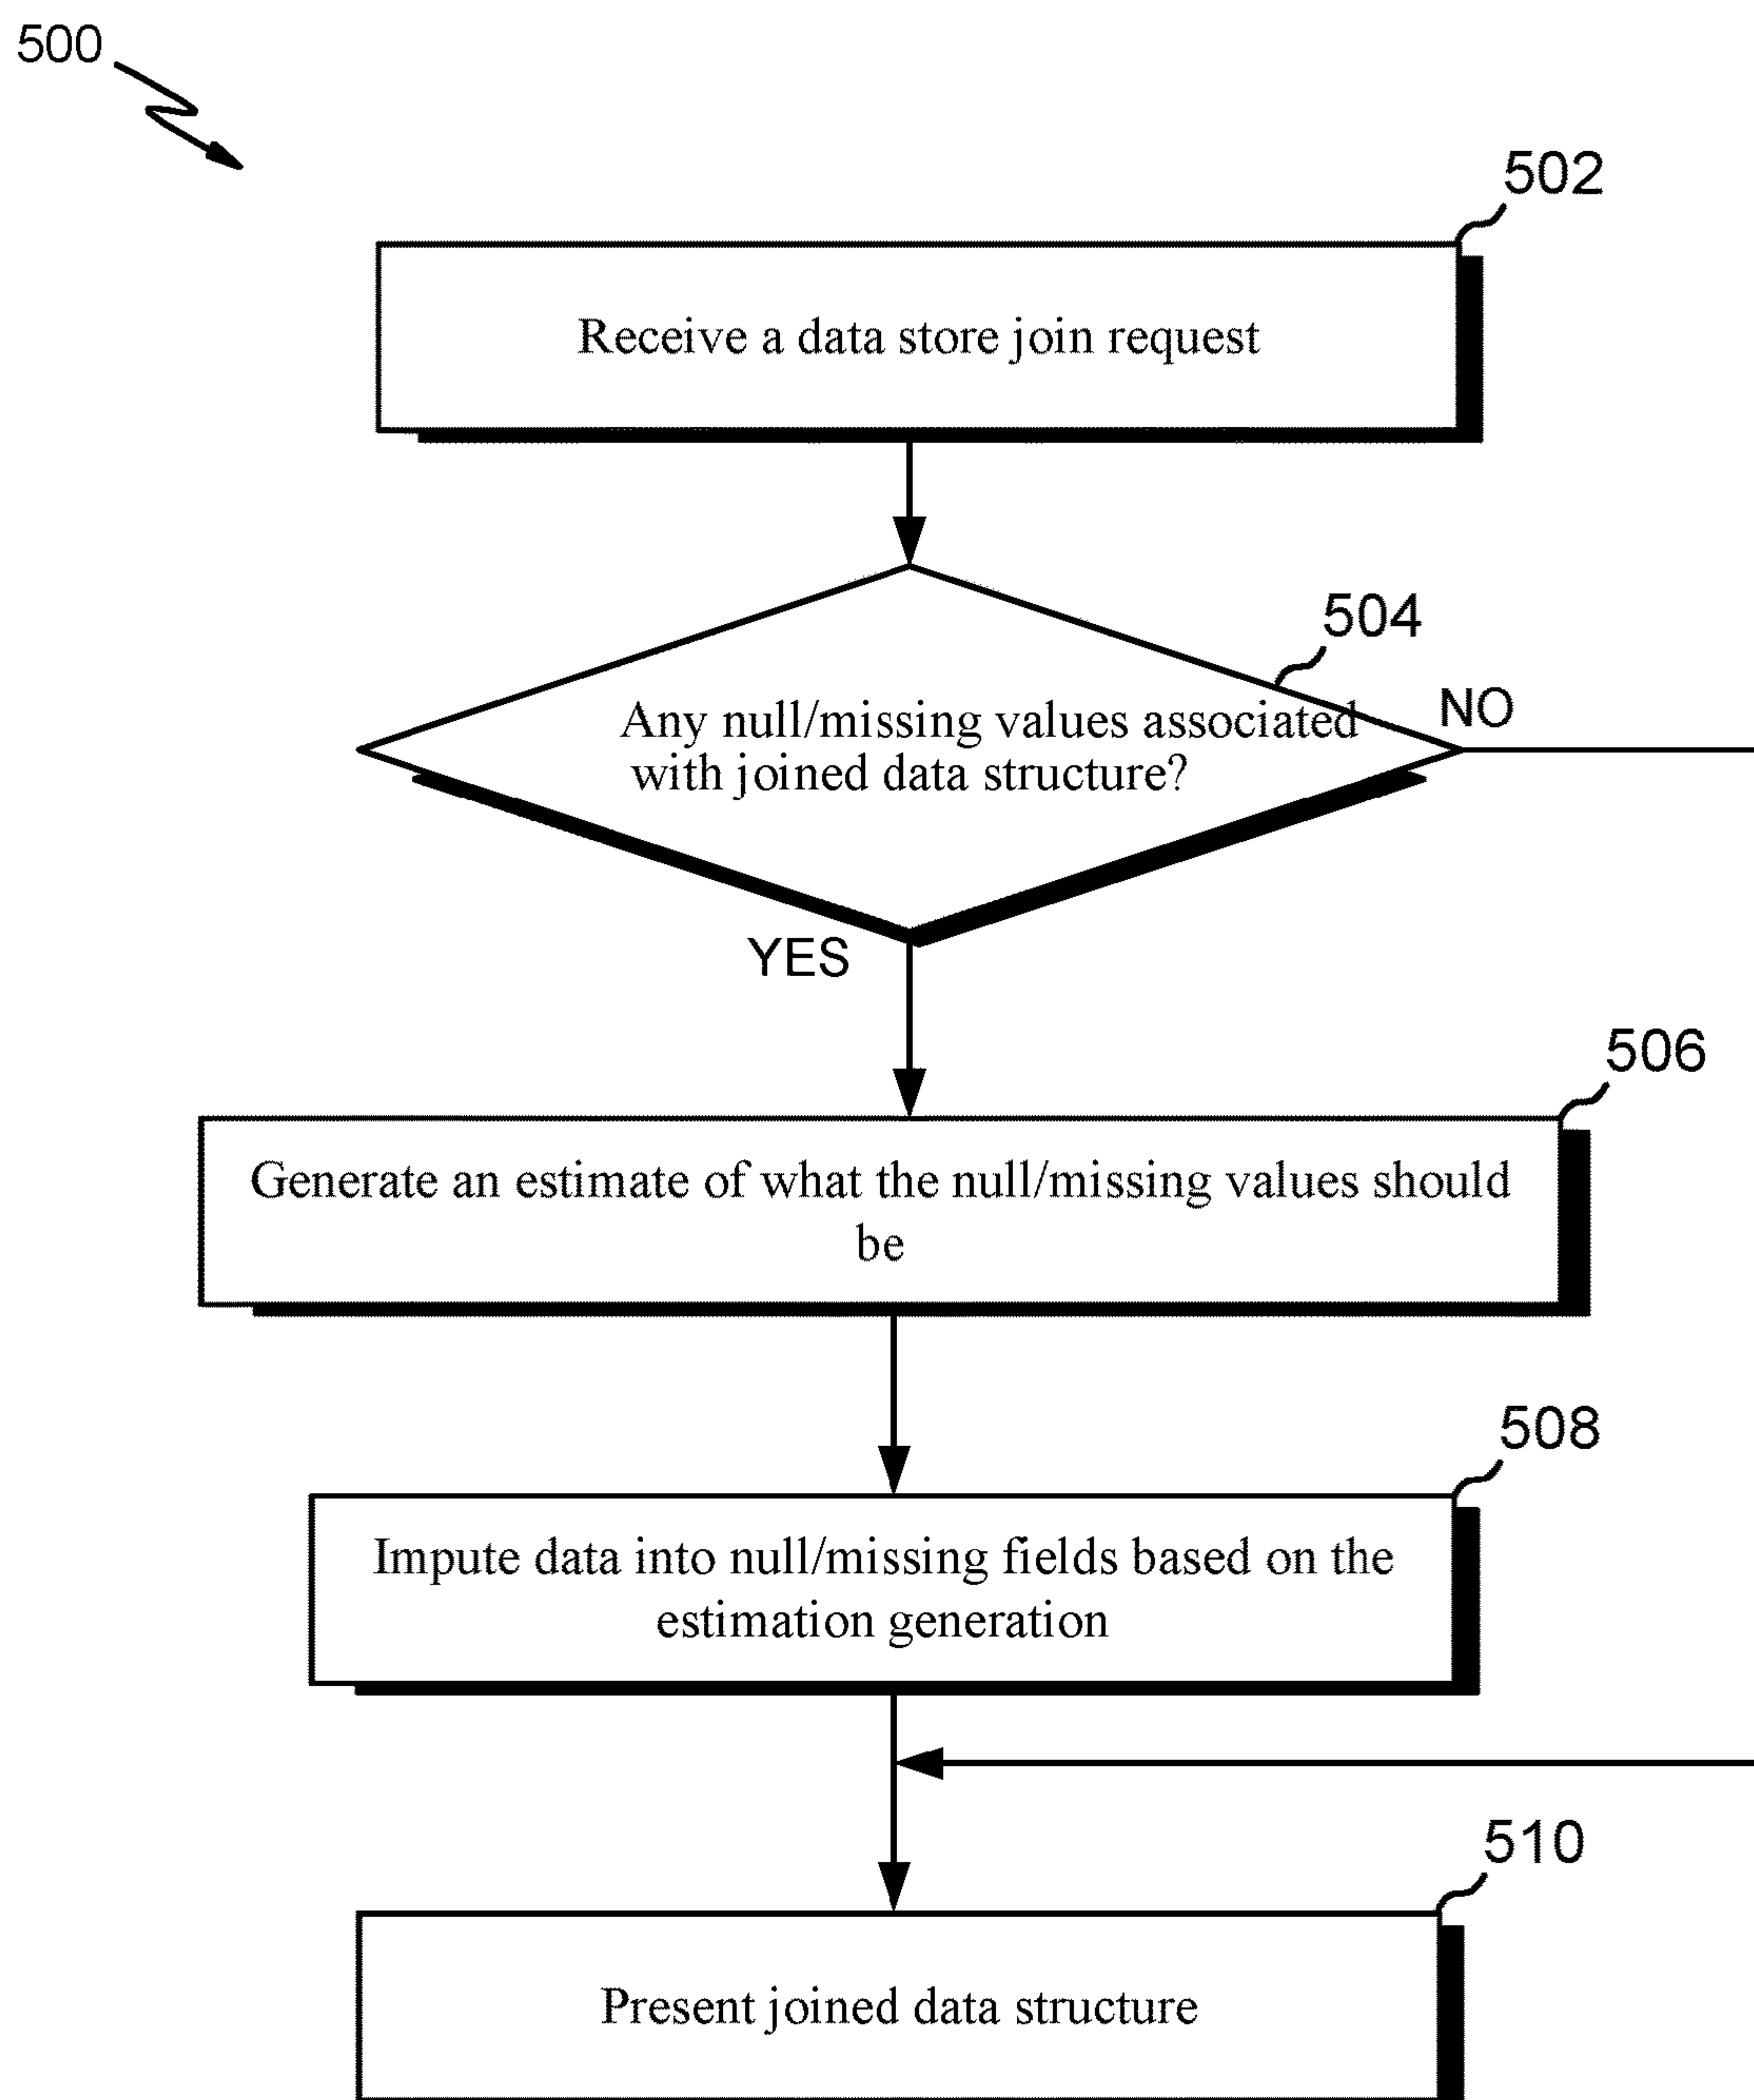 500
502
Receive a data store join request
504
NO
Any null/missing values associated
with joined data structure?
YES
506
Generate an estimate of what the null/missing values should
be
508
Impute data into null/missing fields based on the
estimation generation
510
Present joined data structure